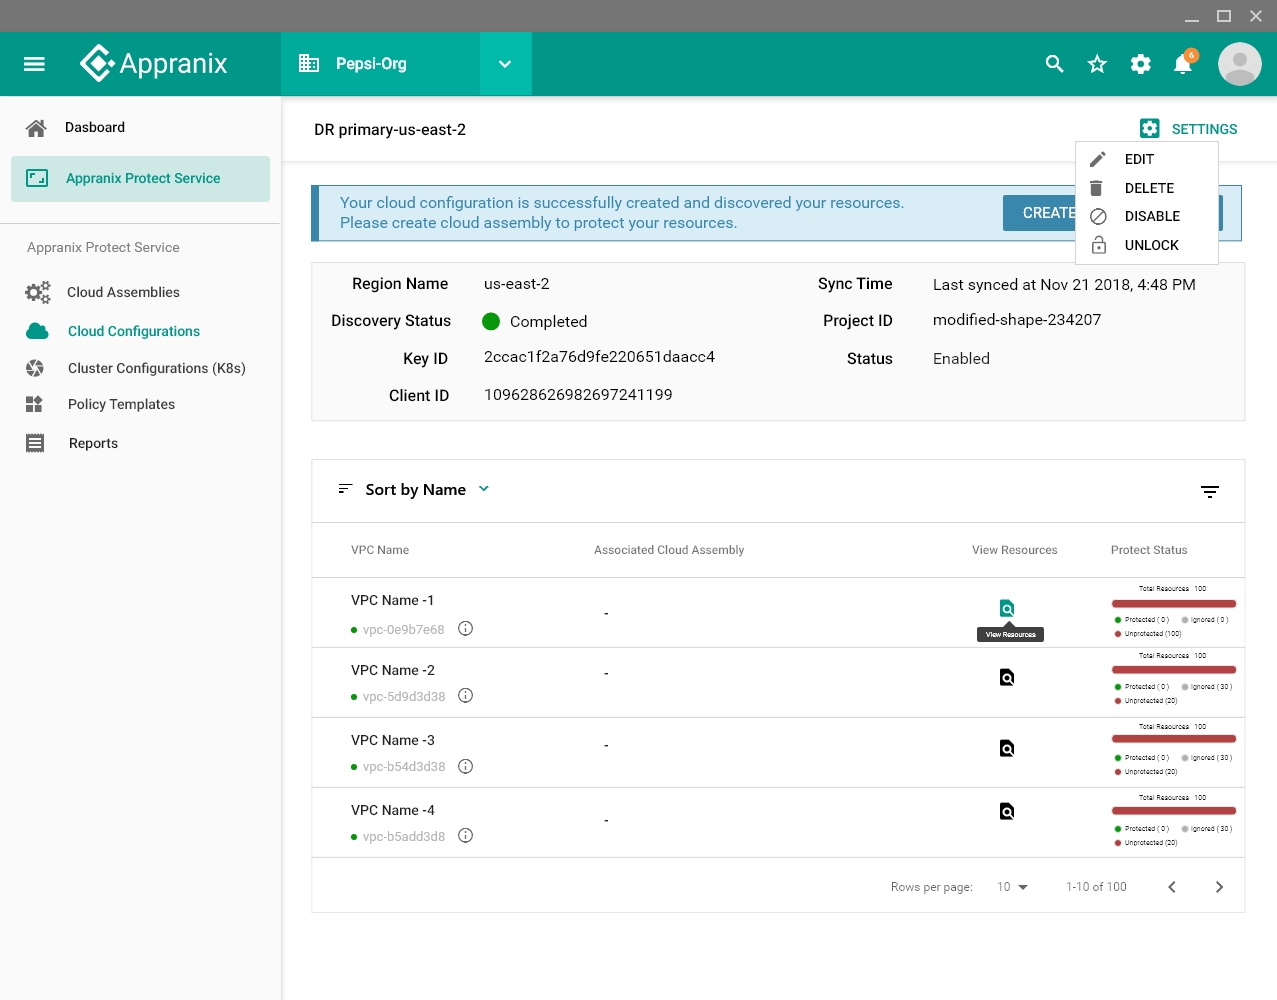 Appranix
Pepsi-Org
6
Dasboard
Appranix Protect Service
Appranix Protect Service
Cloud Assemblies
Cloud Configurations
Cluster Configurations (K8s)
Policy Templates
Reports
DR primary-us-east-2
SETTINGS
EDIT
DELETE
DISABLE
UNLOCK
Your cloud configuration is successfully created and discovered your resources.
Please create cloud assembly to protect your resources.
CREATE
Region Name us-east-2
Sync Time Last synced at Nov 21 2018, 4:48 PM
Discovery Status Completed
Project ID modified-shape-234207
Key ID 2ccac1f2a76d9fe220651daacc4
Status Enabled
Client ID 109628626982697241199
Sort by Name
VPC Name Associated Cloud Assembly View Resources Protect Status
VPC Name -1
vpc-0e9b7e68
-
View Resources
Total Resources 100
Protected ( 0 ) Ignored ( 0 )
Unprotected (100)
VPC Name -2
vpc-5d9d3d38
-
Total Resources 100
Protected ( 0 ) Ignored ( 30 )
Unprotected (20)
VPC Name -3
vpc-b54d3d38
-
Total Resources 100
Protected ( 0 ) Ignored ( 30 )
Unprotected (20)
VPC Name -4
vpc-b5add3d8
-
Total Resources 100
Protected ( 0 ) Ignored ( 30 )
Unprotected (20)
Rows per page: 10 1-10 of 100